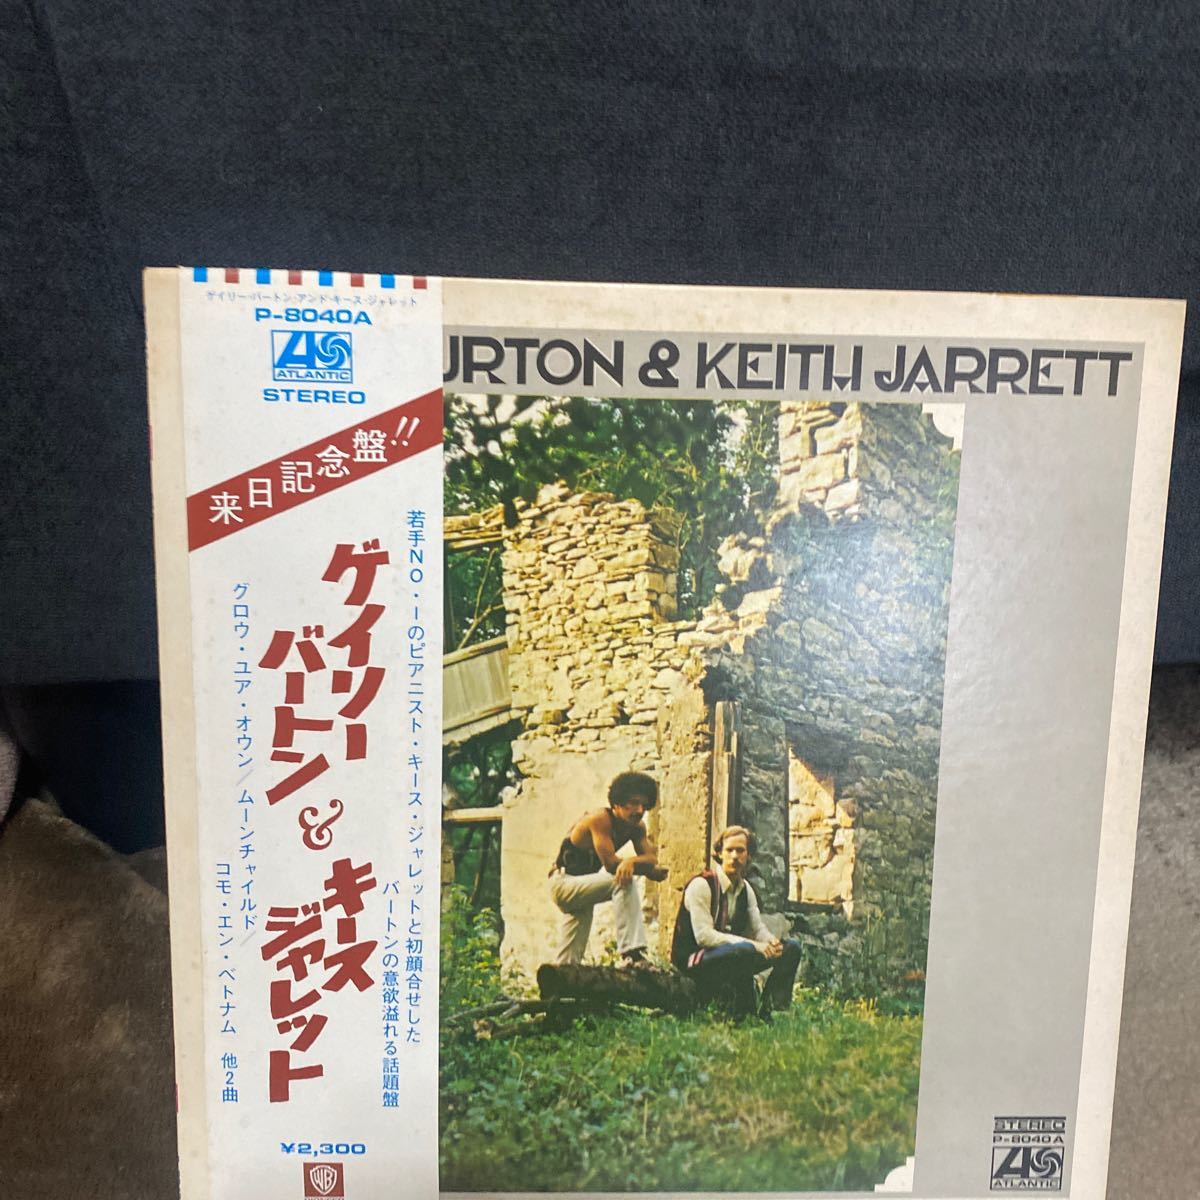 ゲイリー・バートン・アンド・キース・ジャレット
P-8040A
ATLANTIC
STEREO
来日記念盤!!
若手NO・1のピアニスト・キース・ジャレットと初顔合せした
バートンの意欲溢れる話題盤
ゲイリー
バートン
&
キース
ジャレット
グロウ・ユア・オウン/ムーンチャイルド/
コモ・エン・ベトナム 他2曲
¥2,300
URTON & KEITH JARRETT
STEREO
P-8040A
ATLANTIC